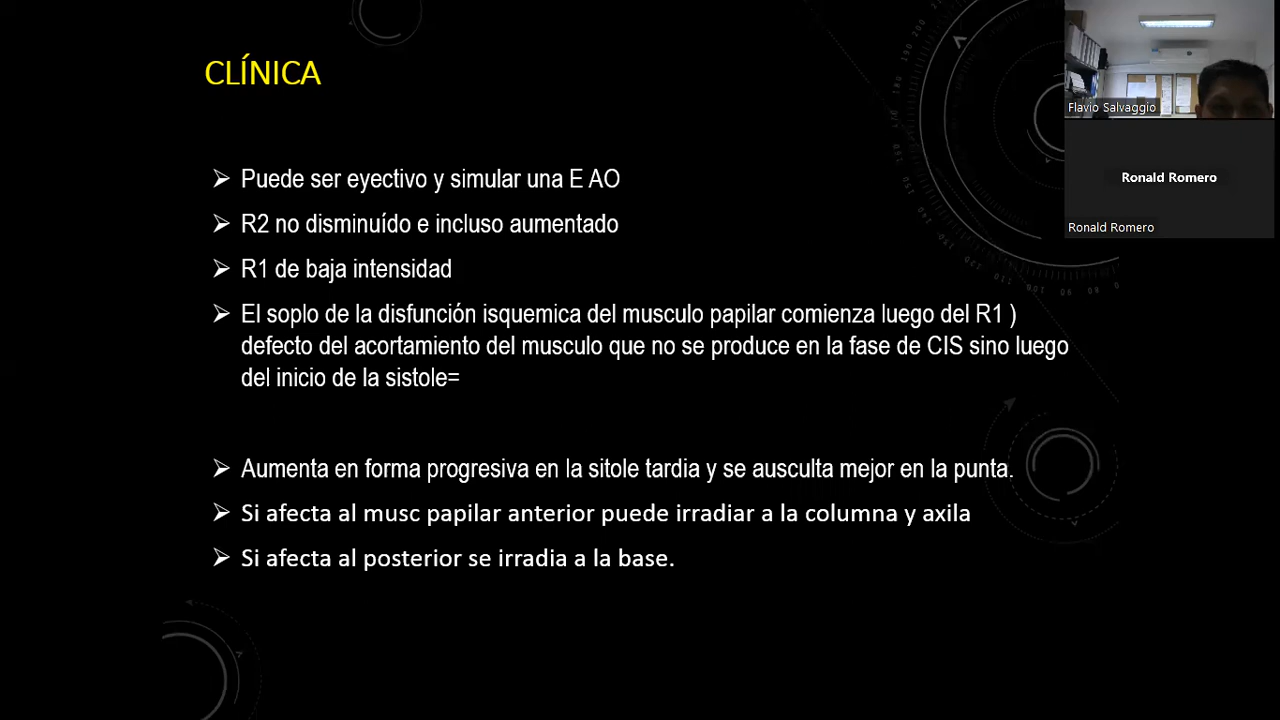 CLÍNICA
Puede ser eyectivo y simular una E AO
R2 no disminuído e incluso aumentado
R1 de baja intensidad
El soplo de la disfunción isquemica del musculo papilar comienza luego del R1 )
defecto del acortamiento del musculo que no se produce en la fase de CIS sino luego
del inicio de la sistole=
Aumenta en forma progresiva en la sitole tardia y se ausculta mejor en la punta.
Si afecta al musc papilar anterior puede irradiar a la columna y axila
Si afecta al posterior se irradia a la base.
Flavio Salvaggio
Ronald Romero
Ronald Romero